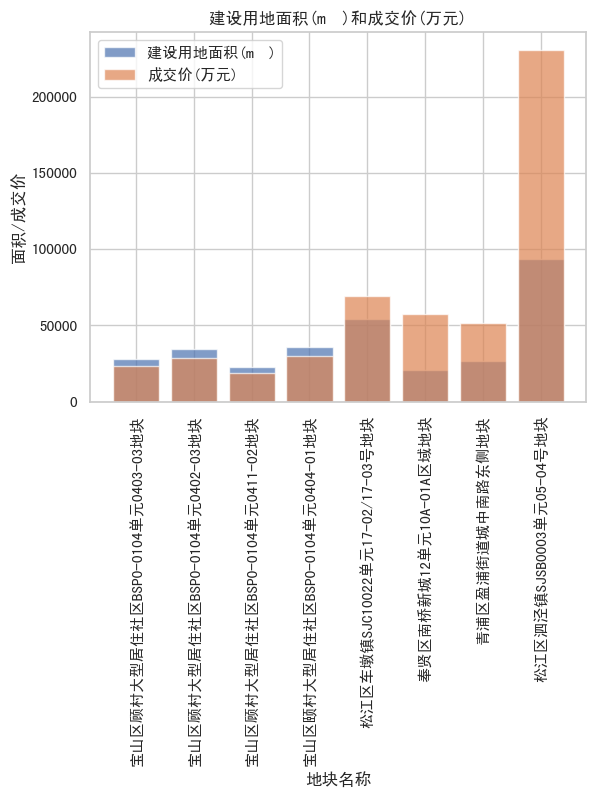 建设用地面积(m  )和成交价(万元)
建设用地面积(m  )
成交价(万元)
面积/成交价
200000
150000
100000
50000
0
宝山区顾村大型居住社区BSP0-0104单元0403-03地块
宝山区顾村大型居住社区BSP0-0104单元0402-03地块
宝山区顾村大型居住社区BSP0-0104单元0411-02地块
宝山区顾村大型居住社区BSP0-0104单元0404-01地块
松江区车墩镇SJC10022单元17-02/17-03号地块
奉贤区南桥新城12单元10A-01A区域地块
青浦区盈浦街道城中南路东侧地块
松江区泗泾镇SJSB0003单元05-04号地块
地块名称